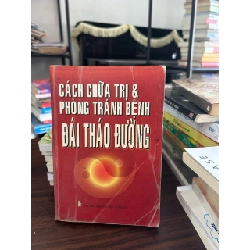 CÁCH CHỮA TRỊ &
PHÒNG TRÁNH BỆNH
ĐÁI THÁO ĐƯỜNG